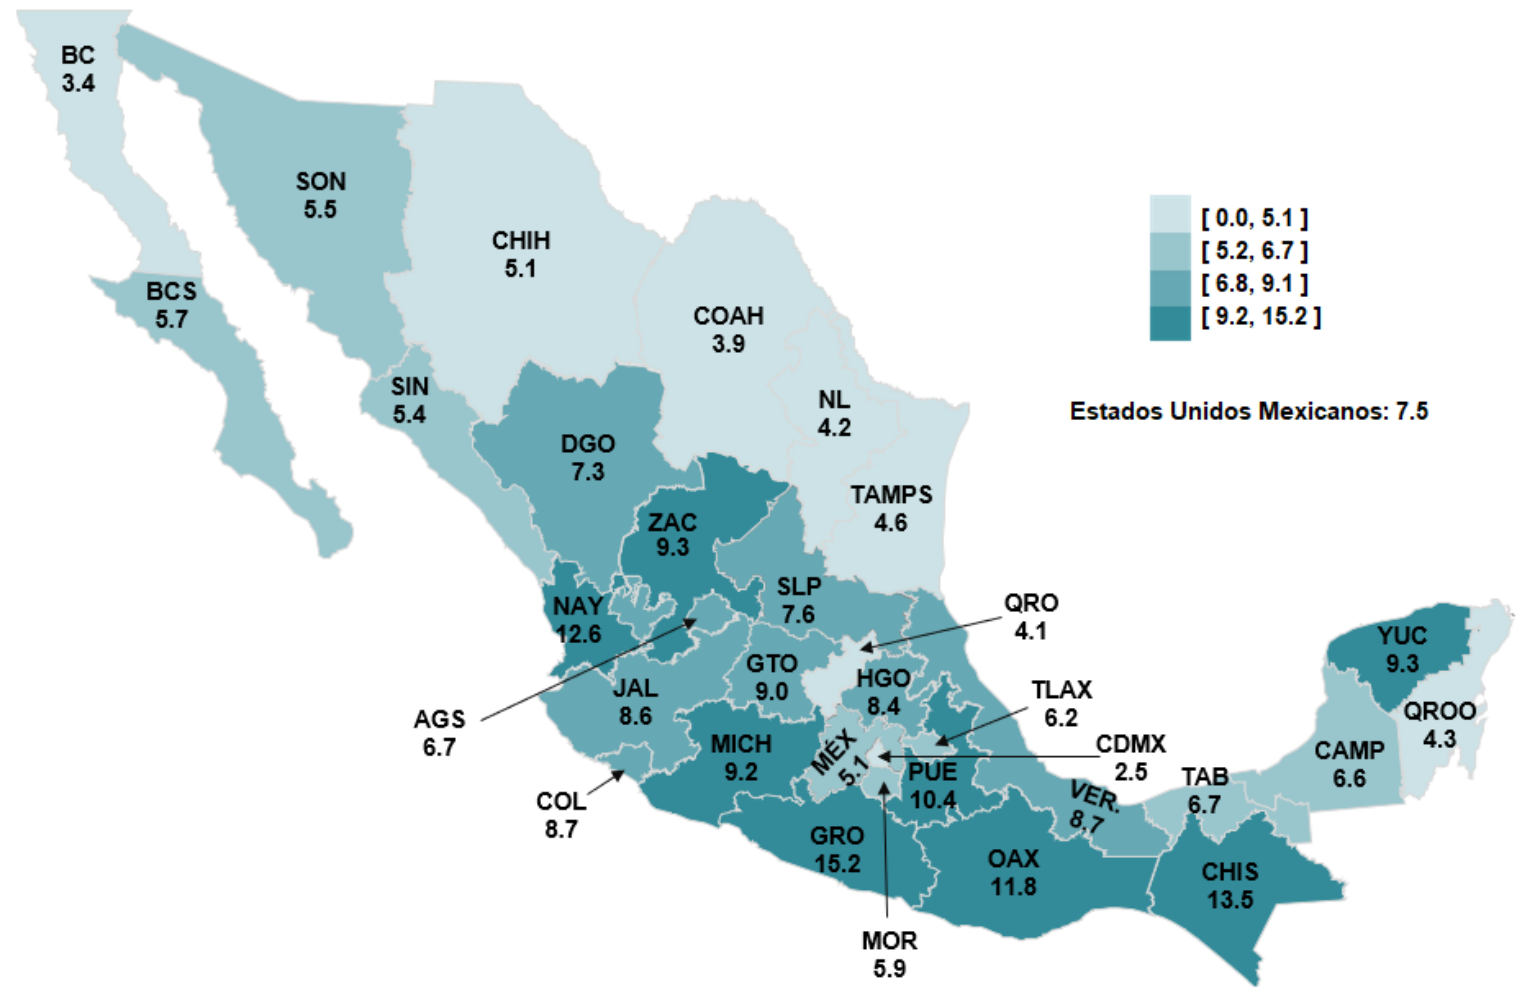 BC
3.4
SON
5.5
CHIH
5.1
[ 0.0, 5.1 ]
[ 5.2, 6.7 ]
[ 6.8, 9.1 ]
[ 9.2, 15.2 ]
BCS
5.7
COAH
3.9
SIN
5.4
NL
4.2
Estados Unidos Mexicanos: 7.5
DGO
7.3
TAMPS
4.6
ZAC
9.3
SLP
7.6
NAY
12.6
QRO
4.1
YUC
9.3
GTO
9.0
HGO
8.4
JAL
8.6
TLAX
6.2
QROO
4.3
AGS
6.7
MICH
9.2
MÉX
5.1
CDMX
2.5
CAMP
6.6
PUE
10.4
TAB
6.7
COL
8.7
VER.
8,7
GRO
15.2
OAX
11.8
CHIS
13.5
MOR
5.9